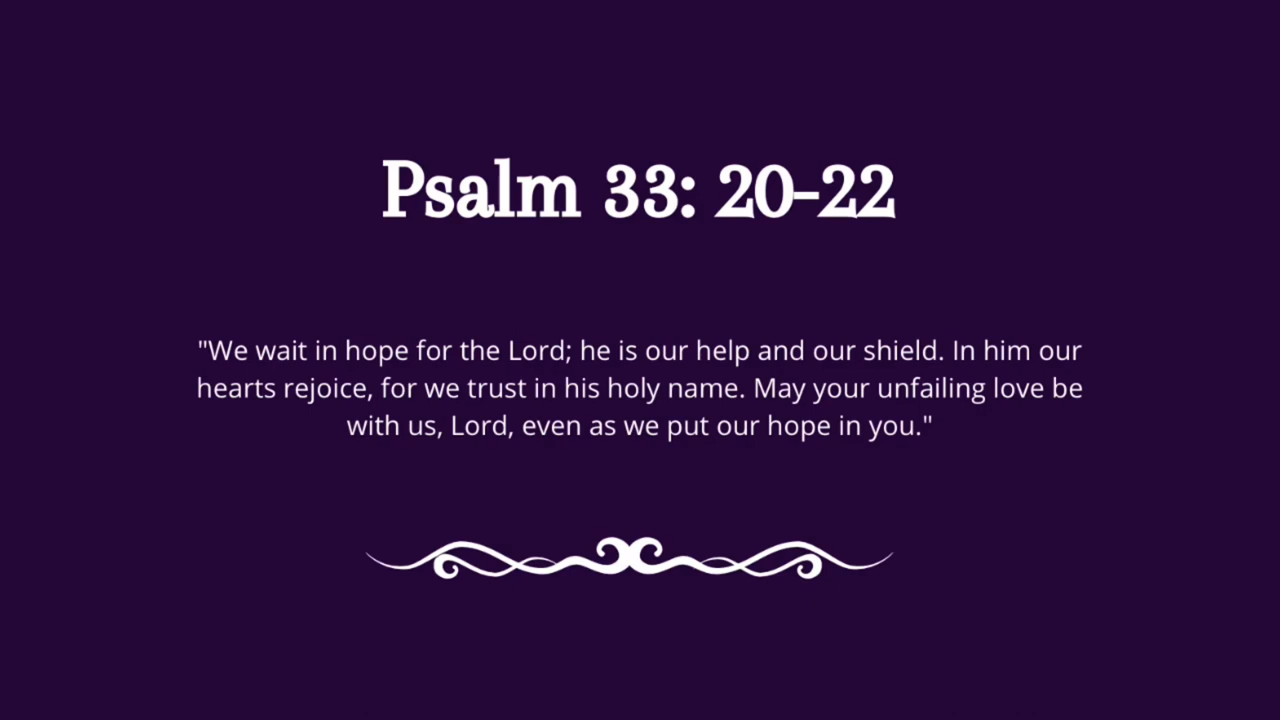 Psalm 33: 20-22
"We wait in hope for the Lord; he is our help and our shield. In him our
hearts rejoice, for we trust in his holy name. May your unfailing love be
with us, Lord, even as we put our hope in you."